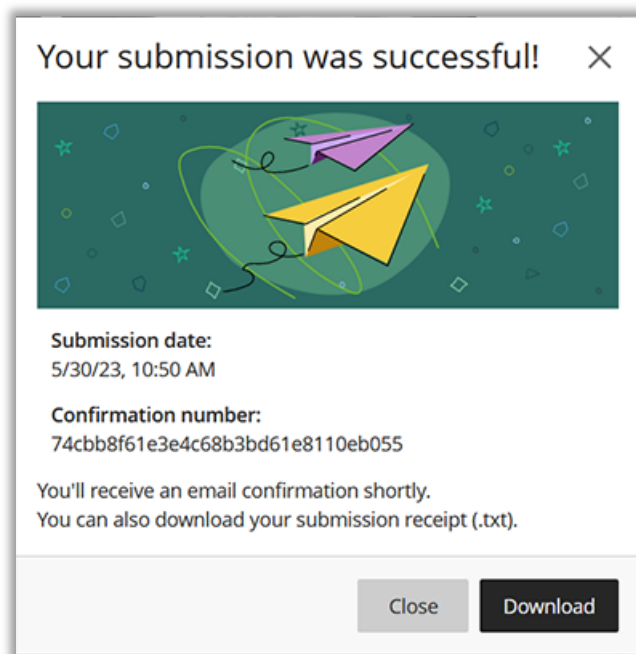 Your submission was successful!
Submission date:
5/30/23, 10:50 AM
Confirmation number:
74cbb8f61e3e4c68b3bd61e8110eb055
You'll receive an email confirmation shortly.
You can also download your submission receipt (.txt).
Close
Download